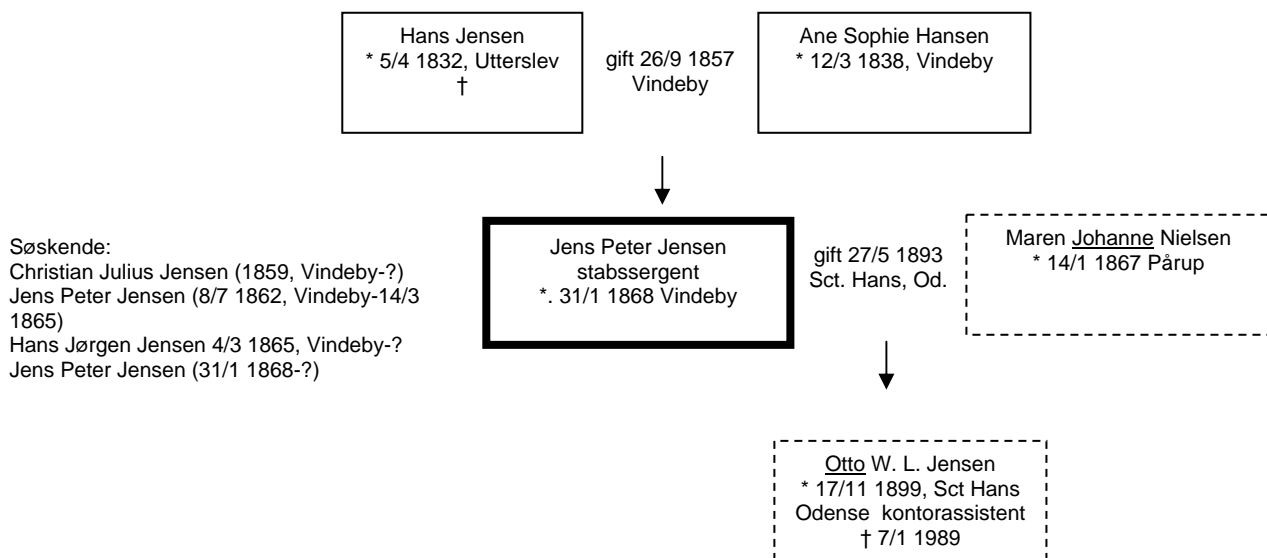 Hans Jensen
* 5/4 1832, Utterslev
†
gift 26/9 1857
Vindeby
Ane Sophie Hansen
* 12/3 1838, Vindeby
Søskende:
Christian Julius Jensen (1859, Vindeby-?)
Jens Peter Jensen (8/7 1862, Vindeby-14/3
1865)
Hans Jørgen Jensen 4/3 1865, Vindeby-?
Jens Peter Jensen (31/1 1868-?)
Jens Peter Jensen
stabssergent
*. 31/1 1868 Vindeby
gift 27/5 1893
Sct. Hans, Od.
Maren Johanne Nielsen
* 14/1 1867 Pårup
Otto W. L. Jensen
* 17/11 1899, Sct Hans
Odense kontorassistent
† 7/1 1989